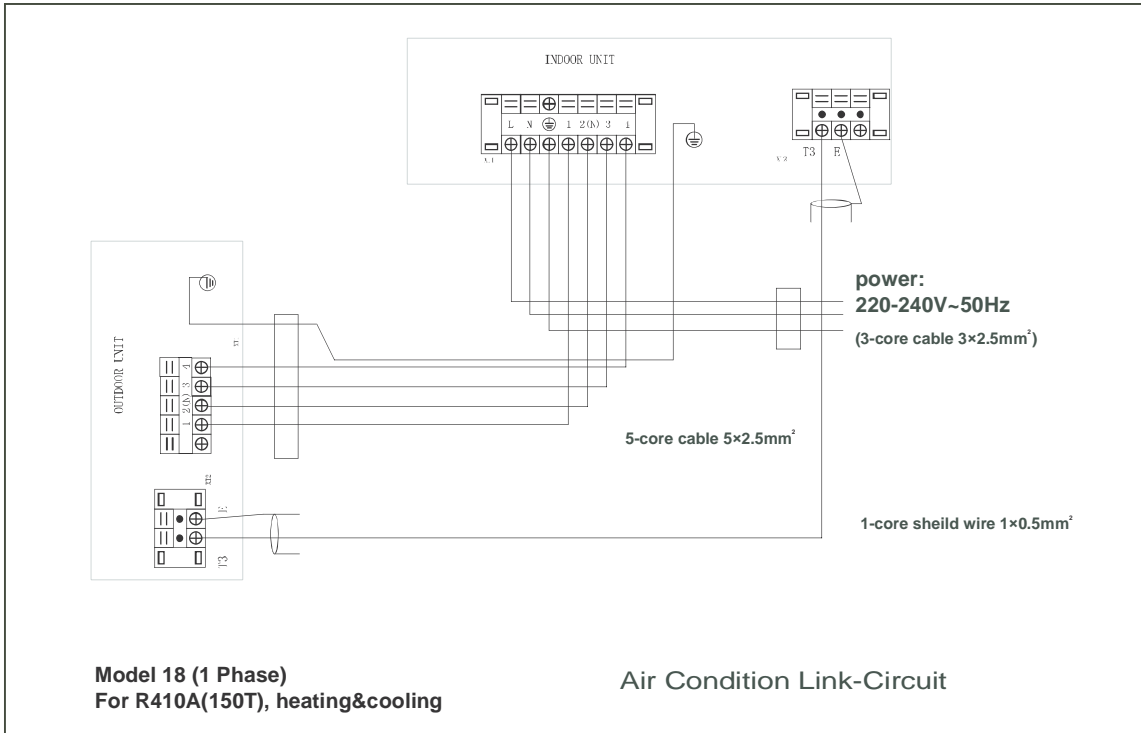 INDOOR UNIT
L N 1 2(N) 3 4
T3 E
power:
220-240V~50Hz
(3-core cable 3×2.5mm²)
OUTDOOR UNIT
4
3
2(N)
1
5-core cable 5×2.5mm²
E
T3
1-core sheild wire 1×0.5mm²
Model 18 (1 Phase)
For R410A(150T), heating&cooling
Air Condition Link-Circuit